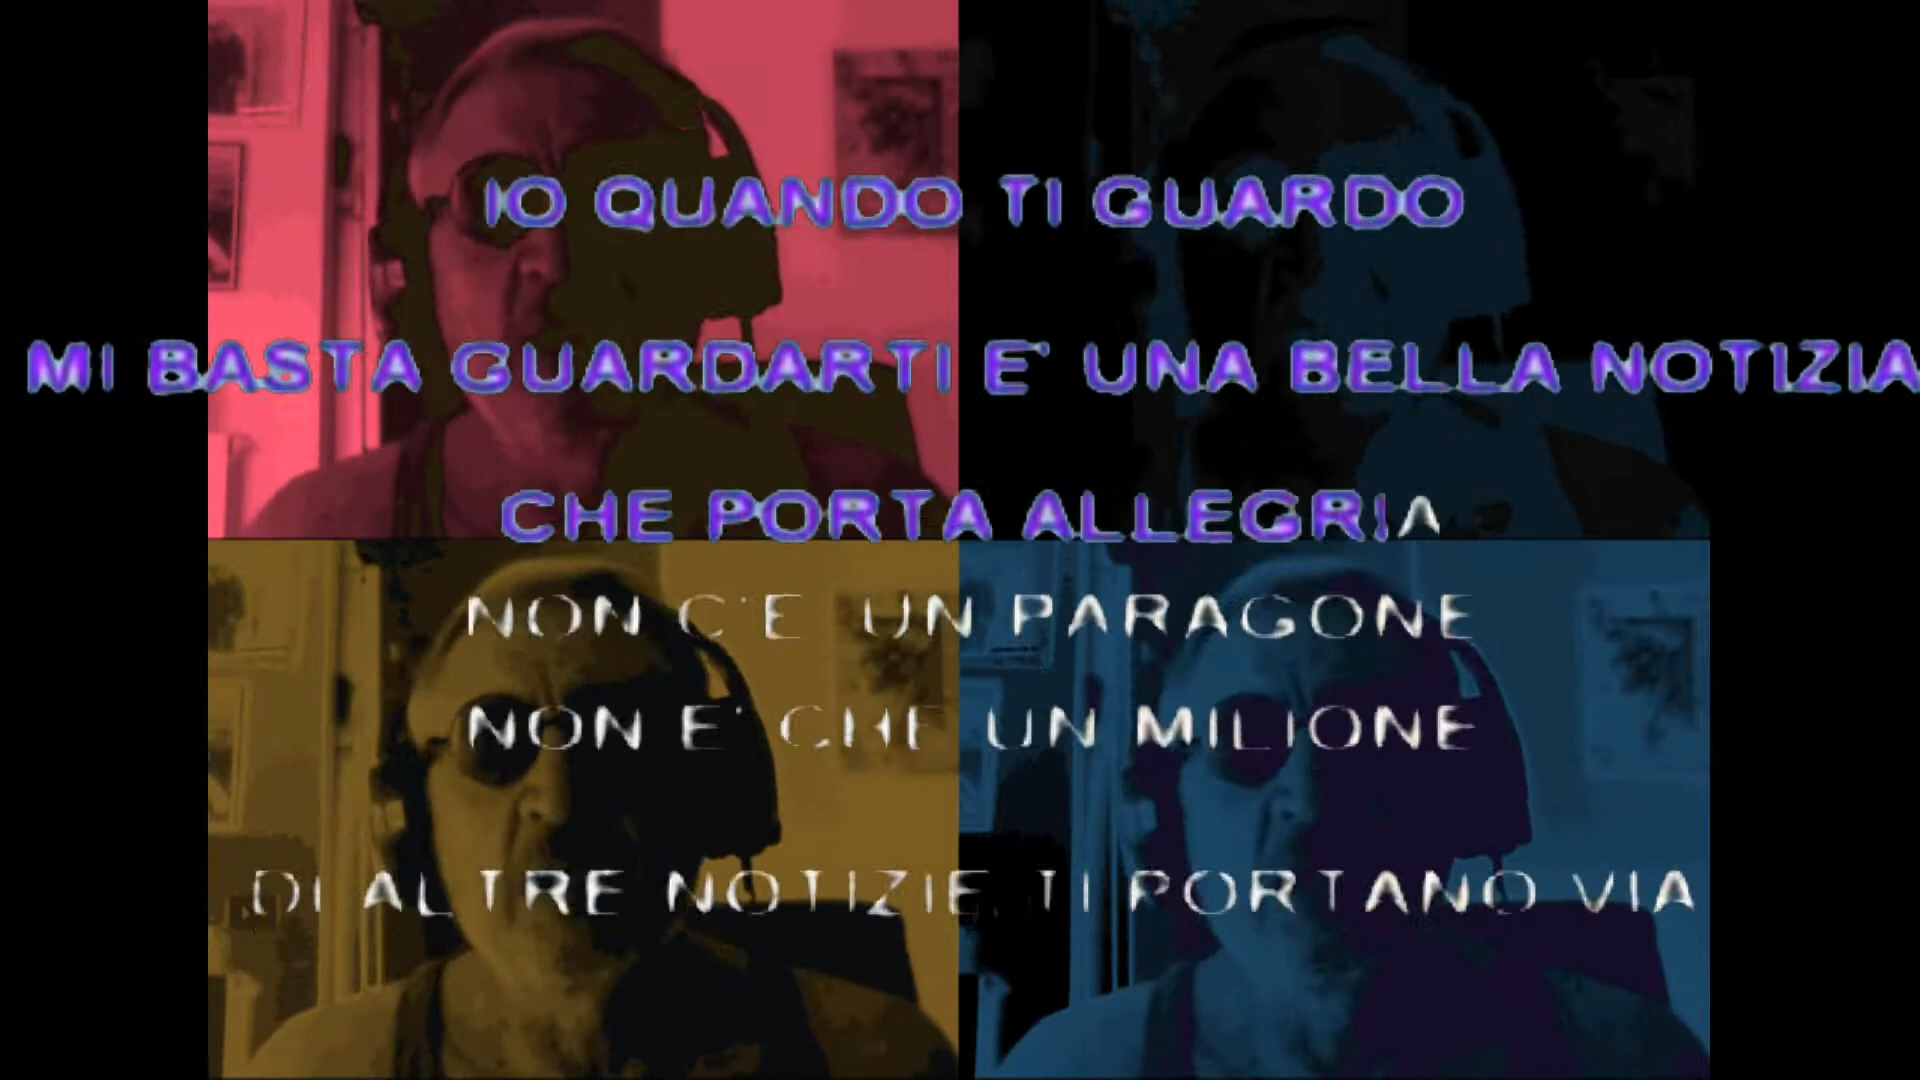 IO QUANDO TI GUARDO
MI BASTA GUARDARTI E' UNA BELLA NOTIZIA
CHE PORTA ALLEGRIA
NON C'E' UN PARAGONE
NON E' CHE UN MILIONE
DI ALTRE NOTIZIE TI PORTANO VIA